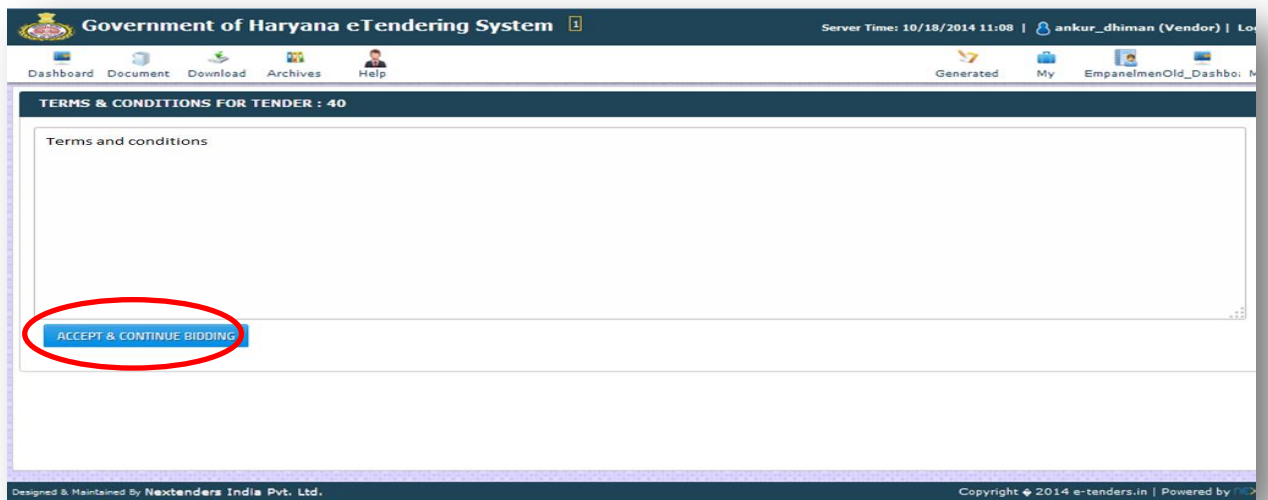 Government of Haryana eTendering System 1
Server Time: 10/18/2014 11:08 | ankur_dhiman (Vendor) |
Dashboard Document Download Archives Help Generated My EmpanelmenOld_Dashbo
TERMS & CONDITIONS FOR TENDER : 40
Terms and conditions
ACCEPT & CONTINUE BIDDING
Designed & Maintained By Nextenders India Pvt. Ltd.
Copyright � 2014 e-tenders.in | Powered by